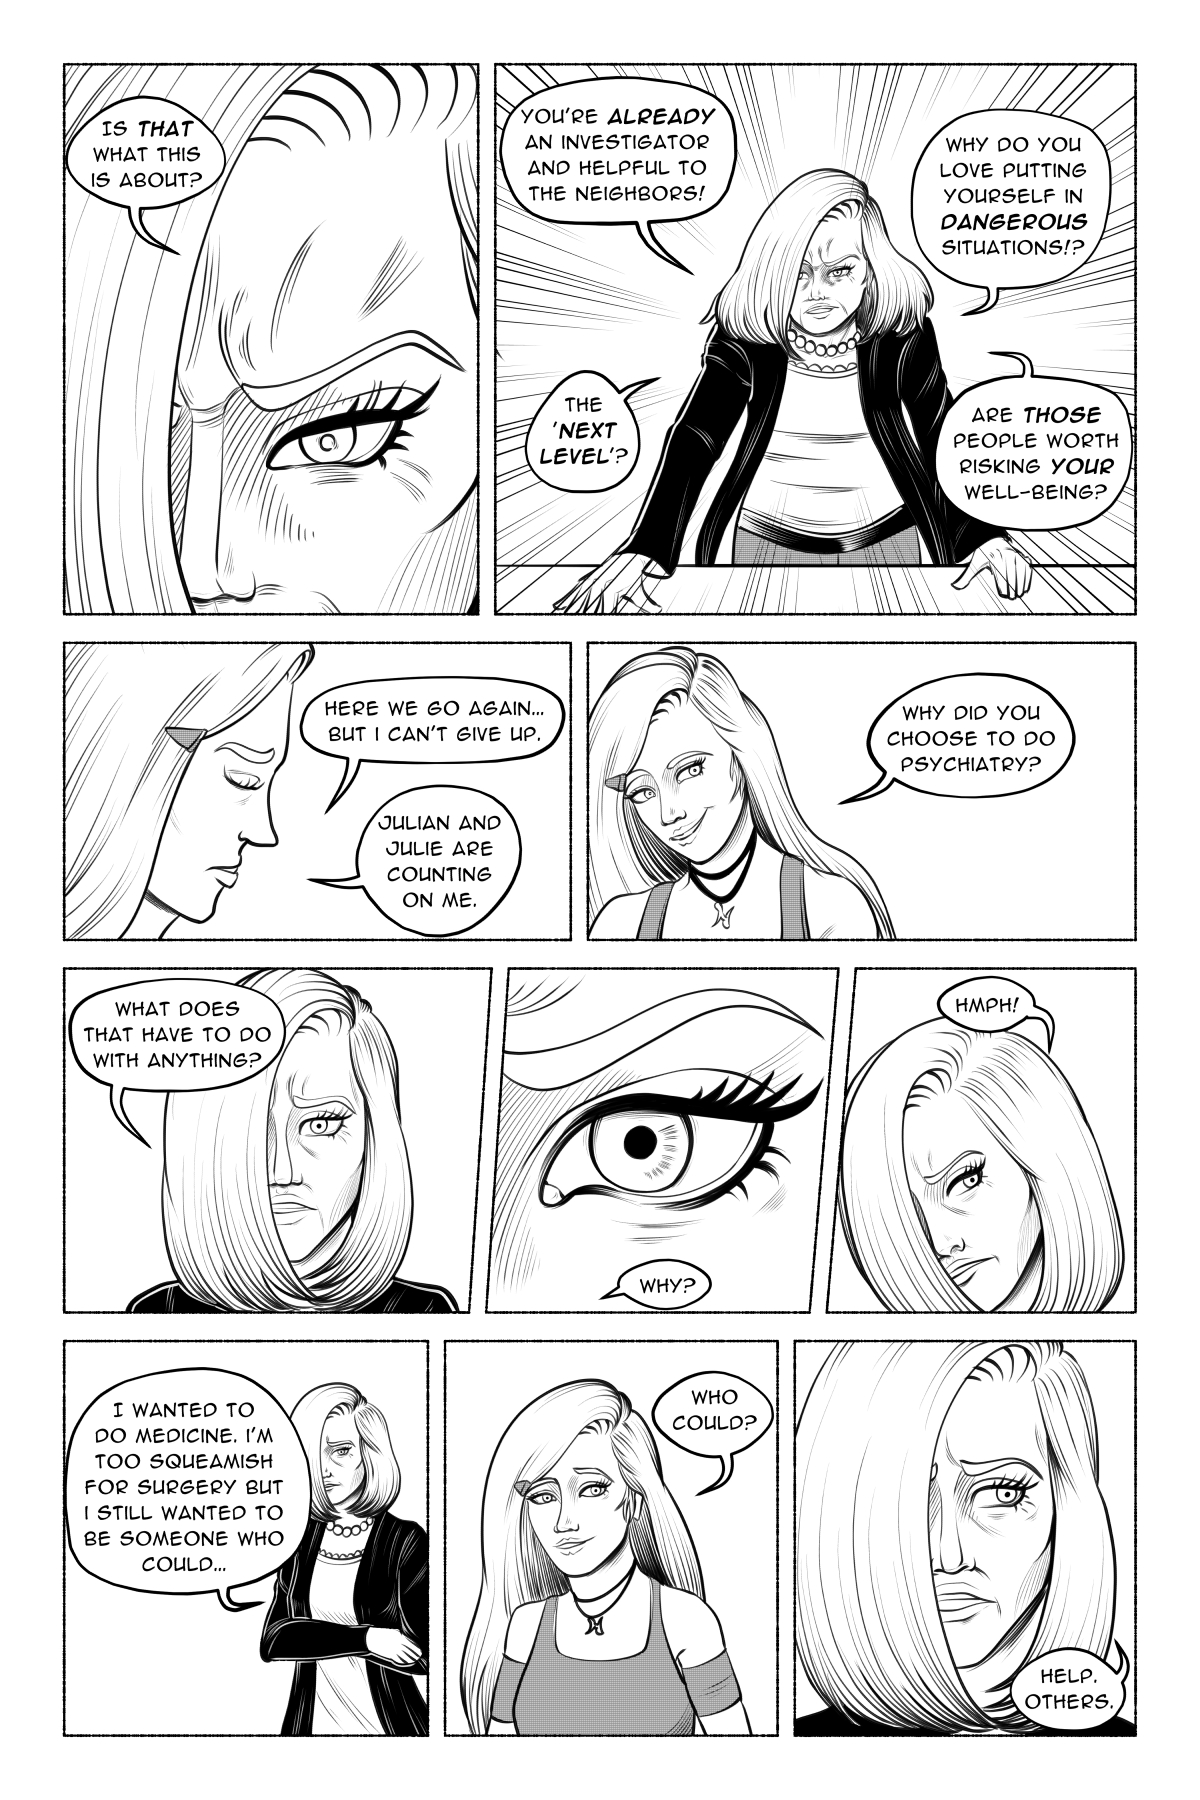 IS THAT
WHAT THIS
IS ABOUT?
YOU'RE ALREADY
AN INVESTIGATOR
AND HELPFUL TO
THE NEIGHBORS!
WHY DO YOU
LOVE PUTTING
YOURSELF IN
DANGEROUS
SITUATIONS!?
THE
'NEXT
LEVEL'?
ARE THOSE
PEOPLE WORTH
RISKING YOUR
WELL-BEING?
HERE WE GO AGAIN...
BUT I CAN'T GIVE UP.
JULIAN AND
JULIE ARE
COUNTING
ON ME.
WHY DID YOU
CHOOSE TO DO
PSYCHIATRY?
WHAT DOES
THAT HAVE TO DO
WITH ANYTHING?
WHY?
HMPH!
I WANTED TO
DO MEDICINE. I'M
TOO SQUEAMISH
FOR SURGERY BUT
I STILL WANTED TO
BE SOMEONE WHO
COULD...
WHO
COULD?
HELP.
OTHERS.